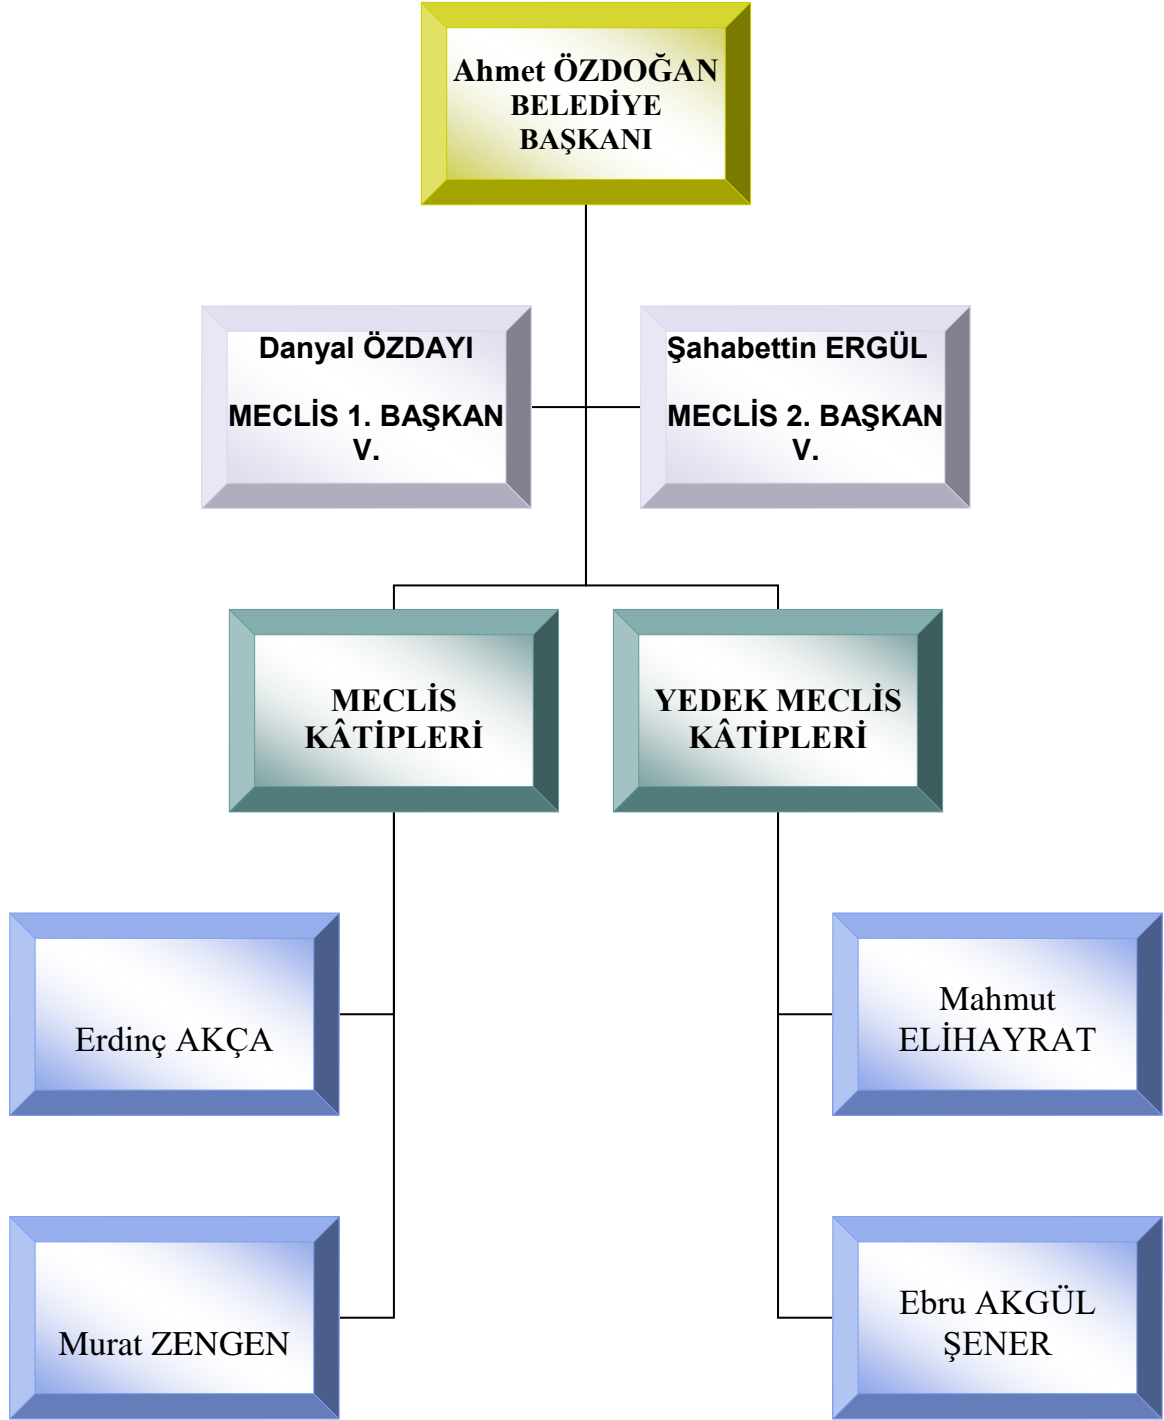 Ahmet ÖZDOĞAN
BELEDİYE
BAŞKANI
Danyal ÖZDAYI
MECLİS 1. BAŞKAN
V.
Şahabettin ERGÜL
MECLİS 2. BAŞKAN
V.
MECLİS
KÂTİPLERİ
YEDEK MECLİS
KÂTİPLERİ
Erdinç AKÇA
Mahmut
ELİHAYRAT
Murat ZENGEN
Ebru AKGÜL
ŞENER